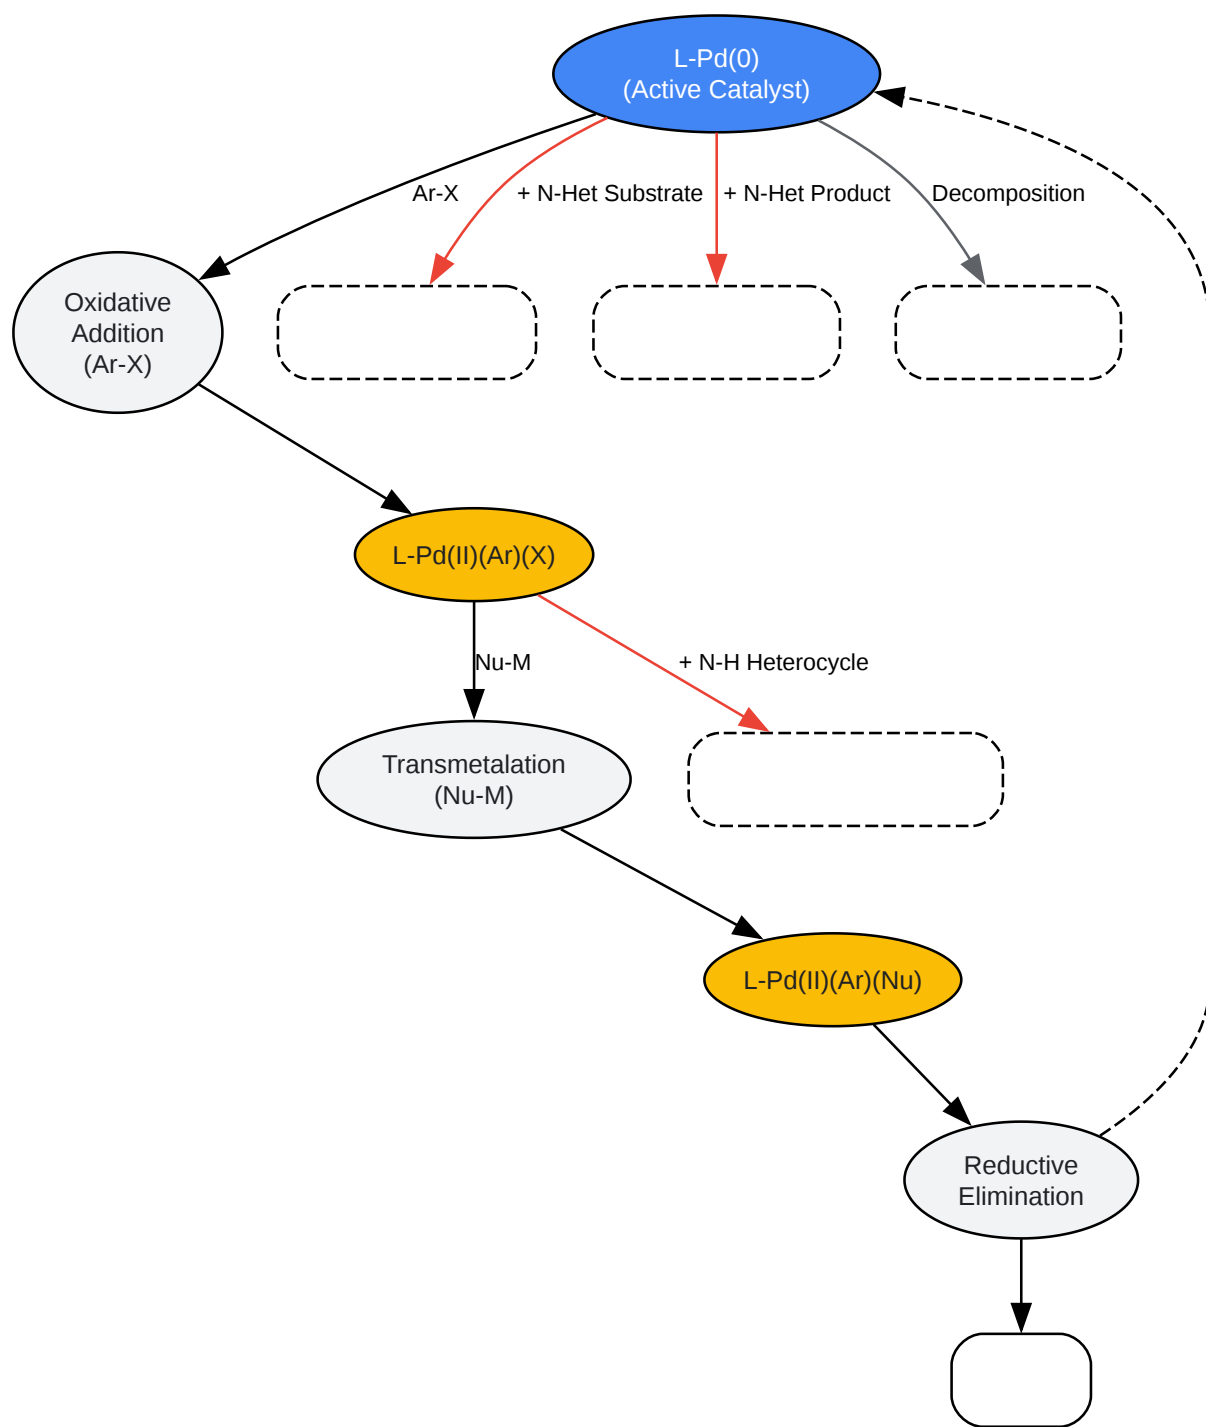 L-Pd(0)
(Active Catalyst)
Ar-X
+ N-Het Substrate
+ N-Het Product
Decomposition
Oxidative
Addition
(Ar-X)
L-Pd(II)(Ar)(X)
Nu-M
+ N-H Heterocycle
Transmetalation
(Nu-M)
L-Pd(II)(Ar)(Nu)
Reductive
Elimination